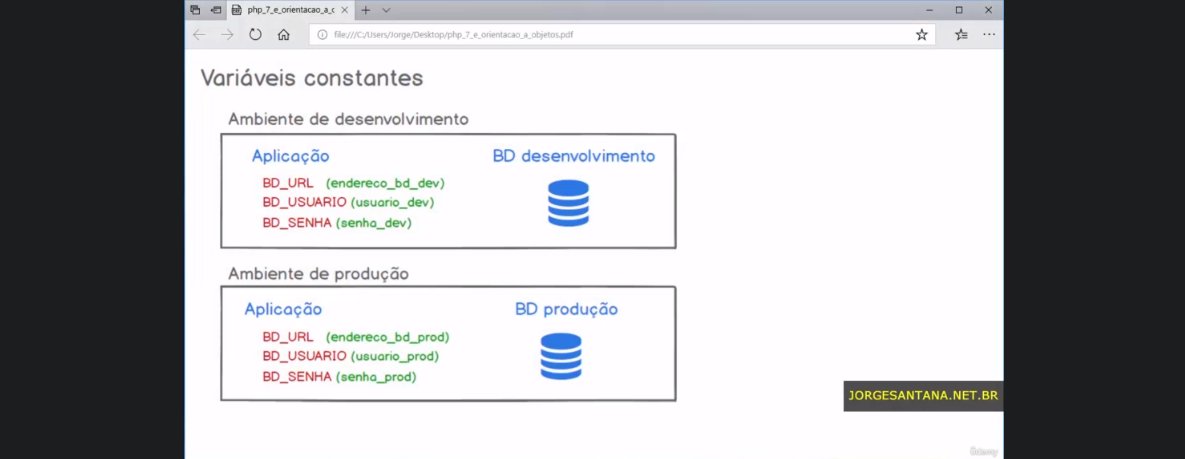 php_7_e_orientacao_a_c
file:///C:/Users/Jorge/Desktop/php_7_e_orientacao_a_objetos.pdf
Variáveis constantes
Ambiente de desenvolvimento
Aplicação BD desenvolvimento
BD_URL (endereco_bd_dev)
BD_USUARIO (usuario_dev)
BD_SENHA (senha_dev)
Ambiente de produção
Aplicação BD produção
BD_URL (endereco_bd_prod)
BD_USUARIO (usuario_prod)
BD_SENHA (senha_prod)
JORGESANTANA.NET.BR
Udemy